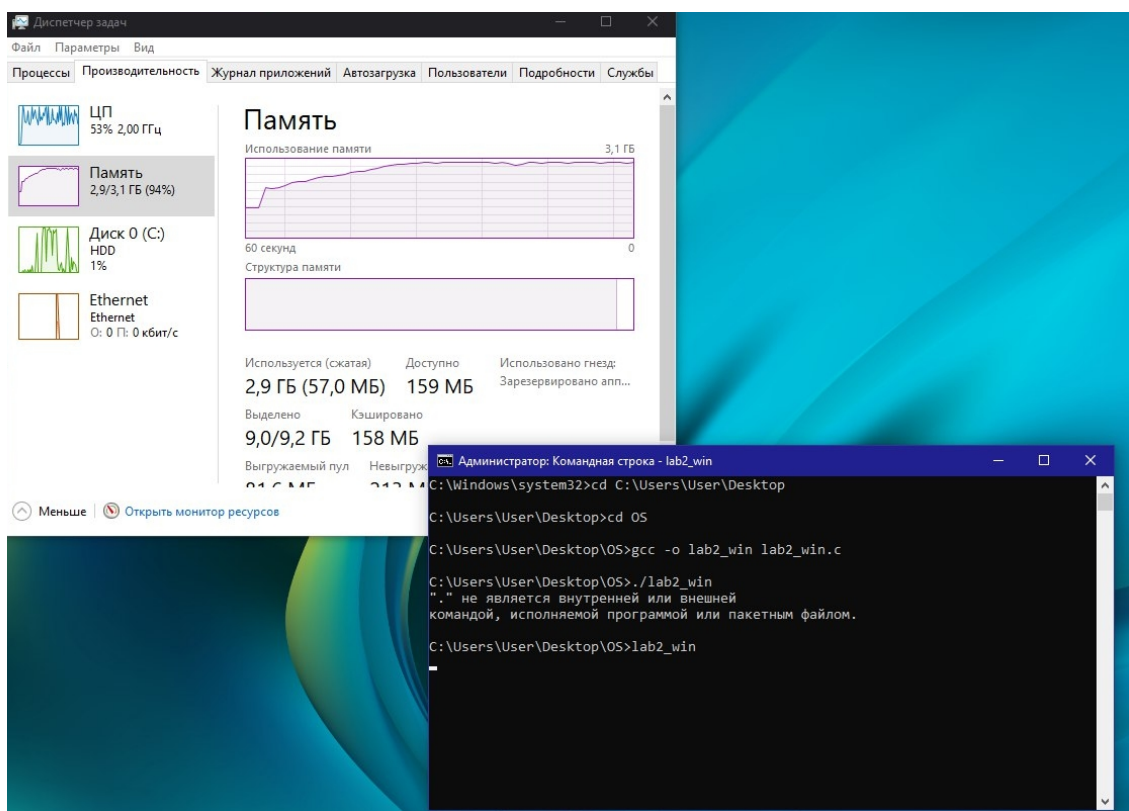 Диспетчер задач
Файл Параметры Вид
Процессы Производительность Журнал приложений Автозагрузка Пользователи Подробности Службы
ЦП
53% 2,00 ГГц
Память
2,9/3,1 ГБ (94%)
Диск 0 (C:)
HDD
1%
Ethernet
Ethernet
О: 0 П: 0 кбит/с
Память
Использование памяти 3,1 ГБ
60 секунд 0
Структура памяти
Используется (сжатая) Доступно Использовано гнезд:
2,9 ГБ (57,0 МБ) 159 МБ Зарезервировано апп...
Выделено Кэшировано
9,0/9,2 ГБ 158 МБ
Выгружаемый пул Невыгруж
Меньше Открыть монитор ресурсов
Администратор: Командная строка - lab2_win
C:\Windows\system32>cd C:\Users\User\Desktop
C:\Users\User\Desktop>cd OS
C:\Users\User\Desktop\OS>gcc -o lab2_win lab2_win.c
C:\Users\User\Desktop\OS>./lab2_win
"." не является внутренней или внешней
командой, исполняемой программой или пакетным файлом.
C:\Users\User\Desktop\OS>lab2_win